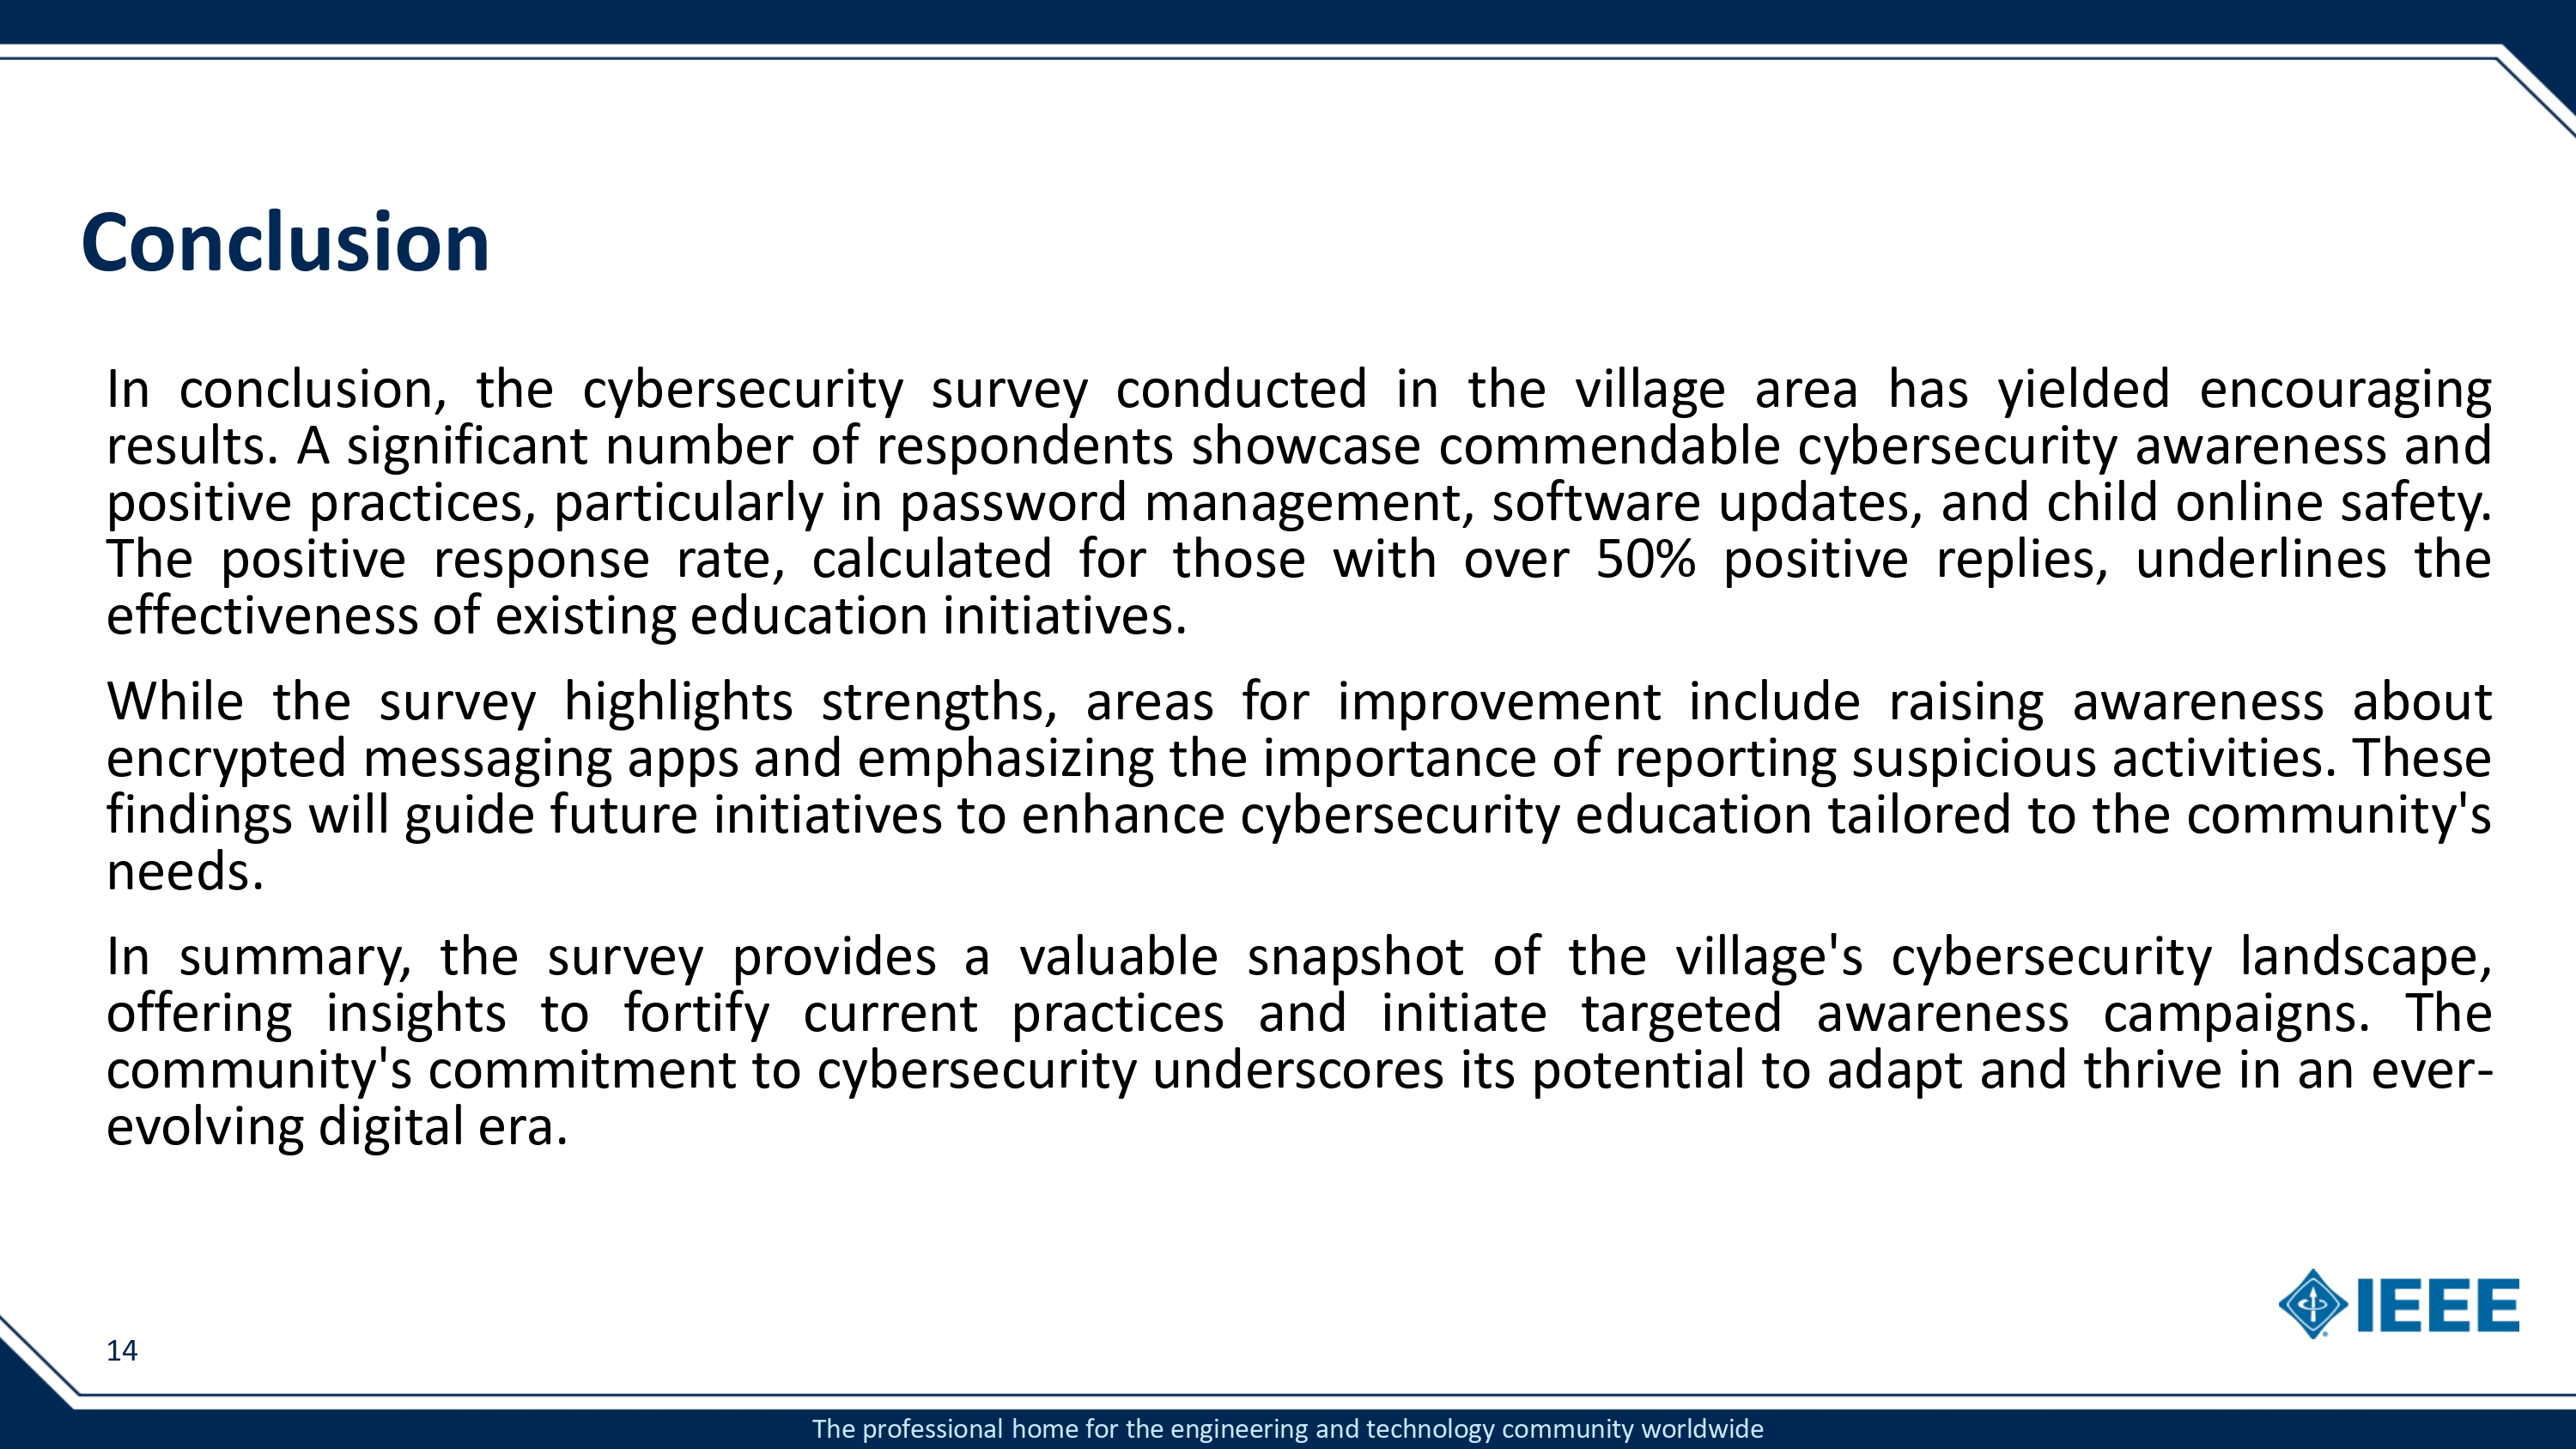 Conclusion
In conclusion, the cybersecurity survey conducted in the village area has yielded encouraging
results. A significant number of respondents showcase commendable cybersecurity awareness and
positive practices, particularly in password management, software updates, and child online safety.
The positive response rate, calculated for those with over 50% positive replies, underlines the
effectiveness of existing education initiatives.
While the survey highlights strengths, areas for improvement include raising awareness about
encrypted messaging apps and emphasizing the importance of reporting suspicious activities. These
findings will guide future initiatives to enhance cybersecurity education tailored to the community's
needs.
In summary, the survey provides a valuable snapshot of the village's cybersecurity landscape,
offering insights to fortify current practices and initiate targeted awareness campaigns. The
community's commitment to cybersecurity underscores its potential to adapt and thrive in an ever-
evolving digital era.
IEEE
14
The professional home for the engineering and technology community worldwide